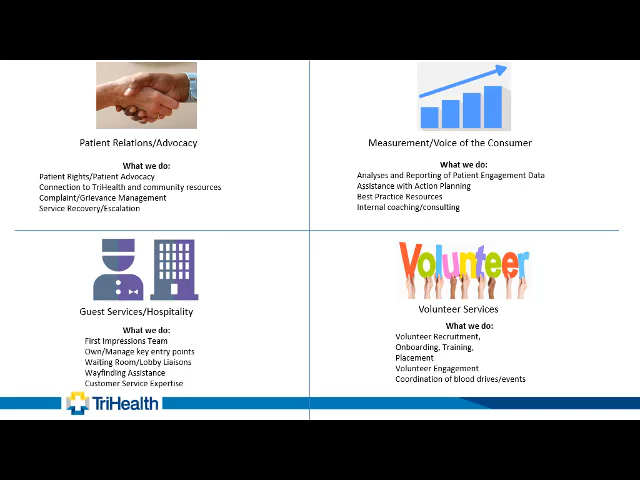 Patient Relations/Advocacy
What we do:
Patient Rights/Patient Advocacy
Connection to TriHealth and community resources
Complaint/Grievance Management
Service Recovery/Escalation
Measurement/Voice of the Consumer
What we do:
Analyses and Reporting of Patient Engagement Data
Assistance with Action Planning
Best Practice Resources
Internal coaching/consulting
Guest Services/Hospitality
What we do:
First Impressions Team
Own/Manage key entry points
Waiting Room/Lobby Liaisons
Wayfinding Assistance
Customer Service Expertise
Volunteer
Volunteer Services
What we do:
Volunteer Recruitment,
Onboarding, Training,
Placement
Volunteer Engagement
Coordination of blood drives/events
TriHealth